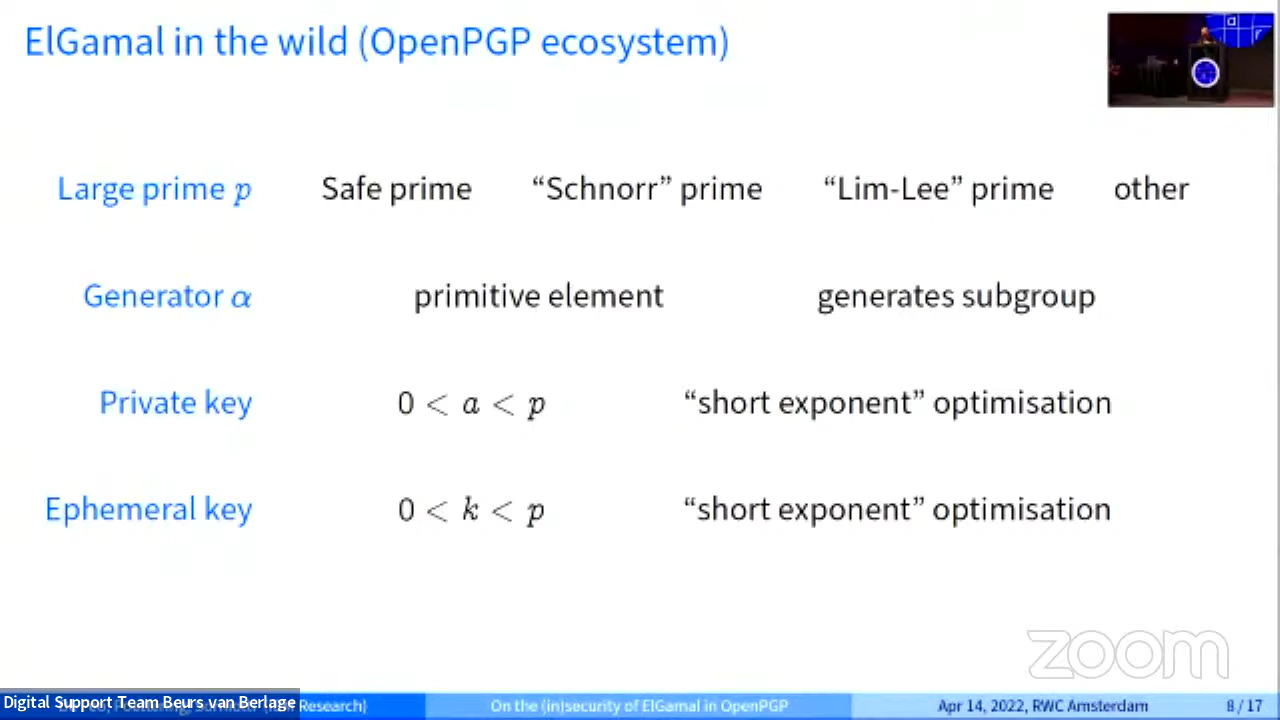 ElGamal in the wild (OpenPGP ecosystem)
Large prime p Safe prime “Schnorr” prime “Lim-Lee” prime other
Generator α primitive element generates subgroup
Private key 0 < a < p “short exponent” optimisation
Ephemeral key 0 < k < p “short exponent” optimisation
zoom
Digital Support Team Beurs van Berlage
Research) On the (in)security of ElGamal in OpenPGP Apr 14, 2022, RWC Amsterdam 8 / 17